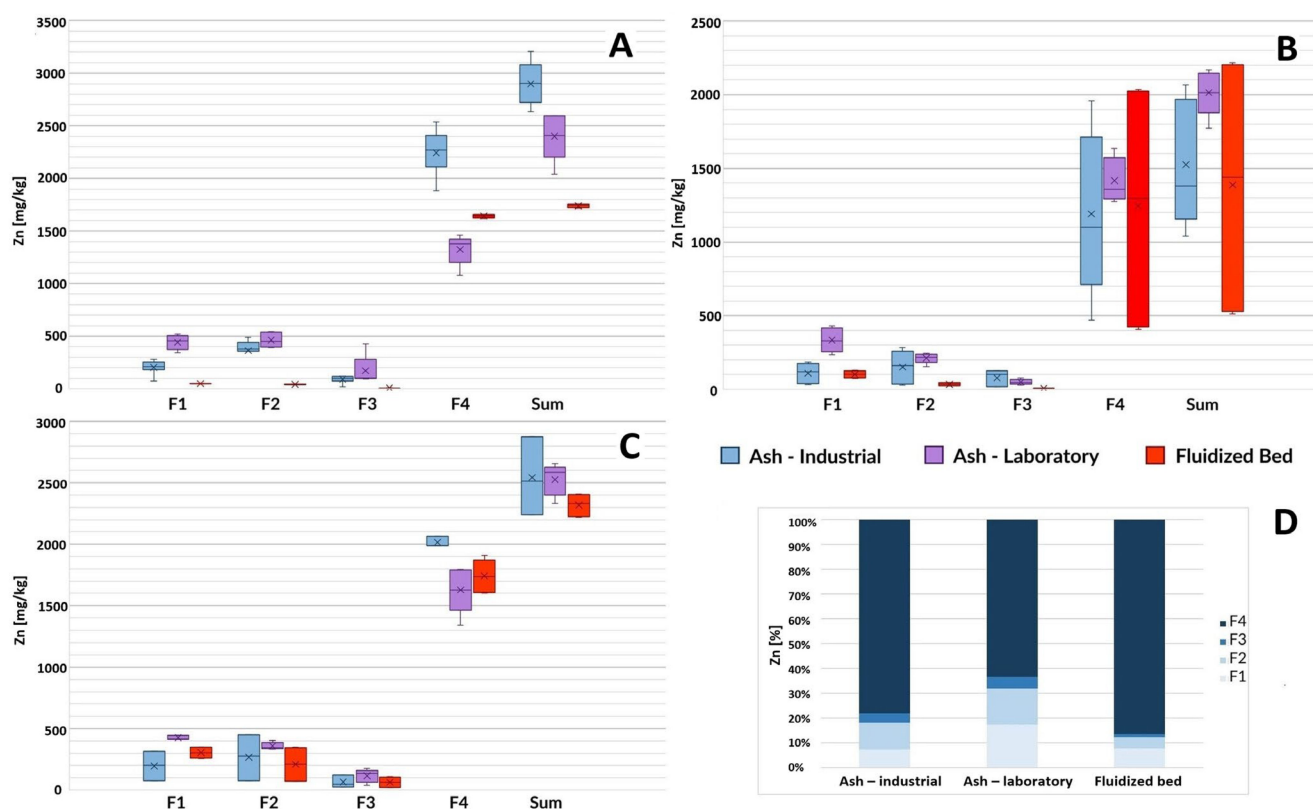 A
Zn [mg/kg]
3500
3000
2500
2000
1500
1000
500
0
F1 F2 F3 F4 Sum
B
Zn [mg/kg]
2500
2000
1500
1000
500
0
F1 F2 F3 F4 Sum
C
Zn [mg/kg]
3000
2500
2000
1500
1000
500
0
F1 F2 F3 F4 Sum
Ash - Industrial Ash - Laboratory Fluidized Bed
D
Zn [%]
100%
90%
80%
70%
60%
50%
40%
30%
20%
10%
0%
Ash – industrial Ash – laboratory Fluidized bed
F4
F3
F2
F1